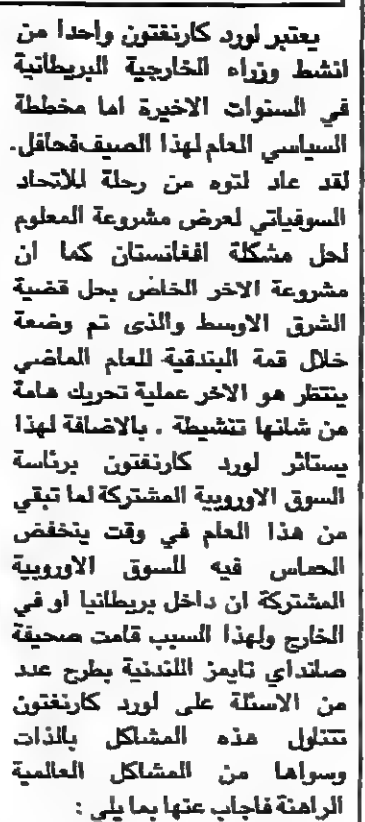 يعتبر لورد كارنغتون واحدا من
انشط وزراء الخارجية البريطانية
في السنوات الاخيرة اما مخططة
السياسي العام لهذا الصيف فحافل.
لقد عاد لتوه من رحلة للاتحاد
السوفياتي لعرض مشروعة المعلوم
لحل مشكلة افغانستان كما ان
مشروعة الاخر الخاص بحل قضية
الشرق الاوسط والذى تم وضعة
خلال قمة البندقية للعام الماضي
ينتظر هو الاخر عملية تحريك هامة
من شانها تنشيطة . بالاضافة لهذا
يستاثر لورد كارنغتون برئاسة
السوق الاوروبية المشتركة لما تبقي
من هذا العام في وقت ينخفض
الحماس فيه للسوق الاوروبية
المشتركة ان داخل بريطانيا او في
الخارج ولهذا السبب قامت صحيفة
صانداي تايمز اللندنية بطرح عدد
من الاسئلة على لورد كارنغتون
تتناول هذه المشاكل بالذات
وسواها من المشاكل العالمية
الراهنة فاجاب عنها بما يلي :